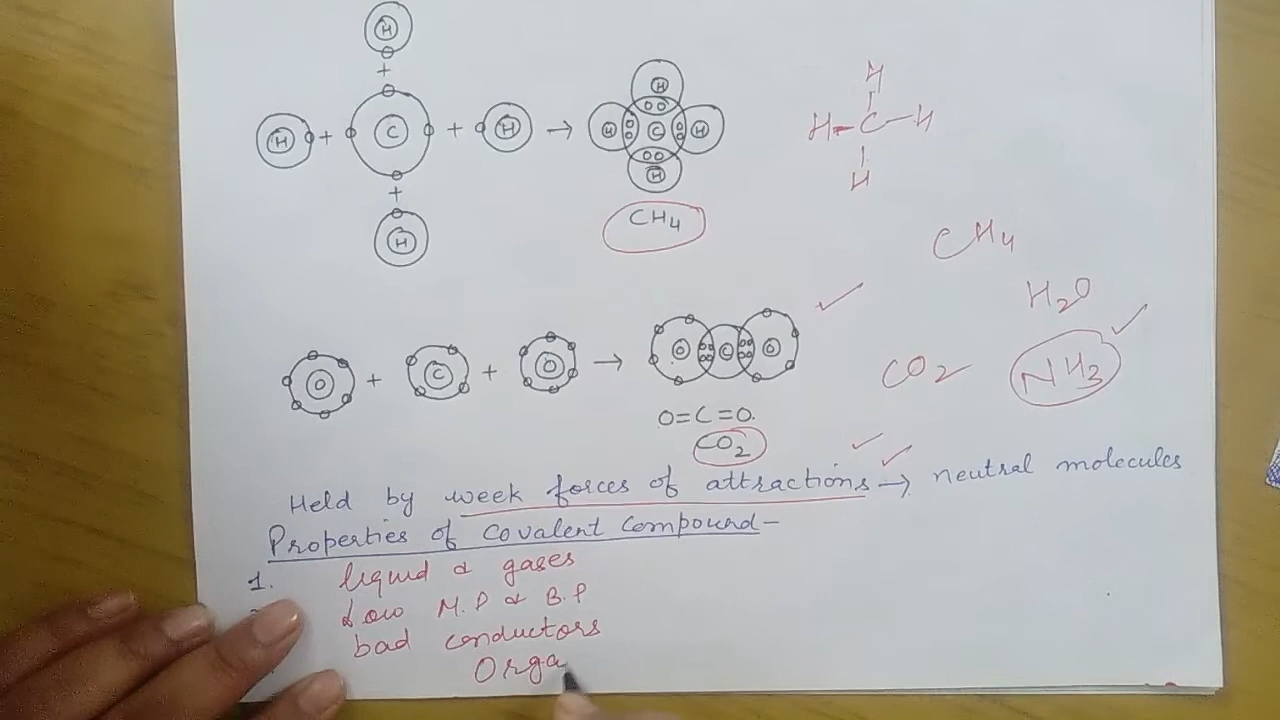 H
+
H + C + H → H H C H H
+
H
CH4
H
H-C-H
H
CH4
H2O
O + C + O → O C O
CO2 NH3
O=C=O.
CO2
Held by week forces of attractions → neutral molecules
Properties of Covalent Compound-
1. liquid & gases
Low M.P & B.P
bad conductors
Orga